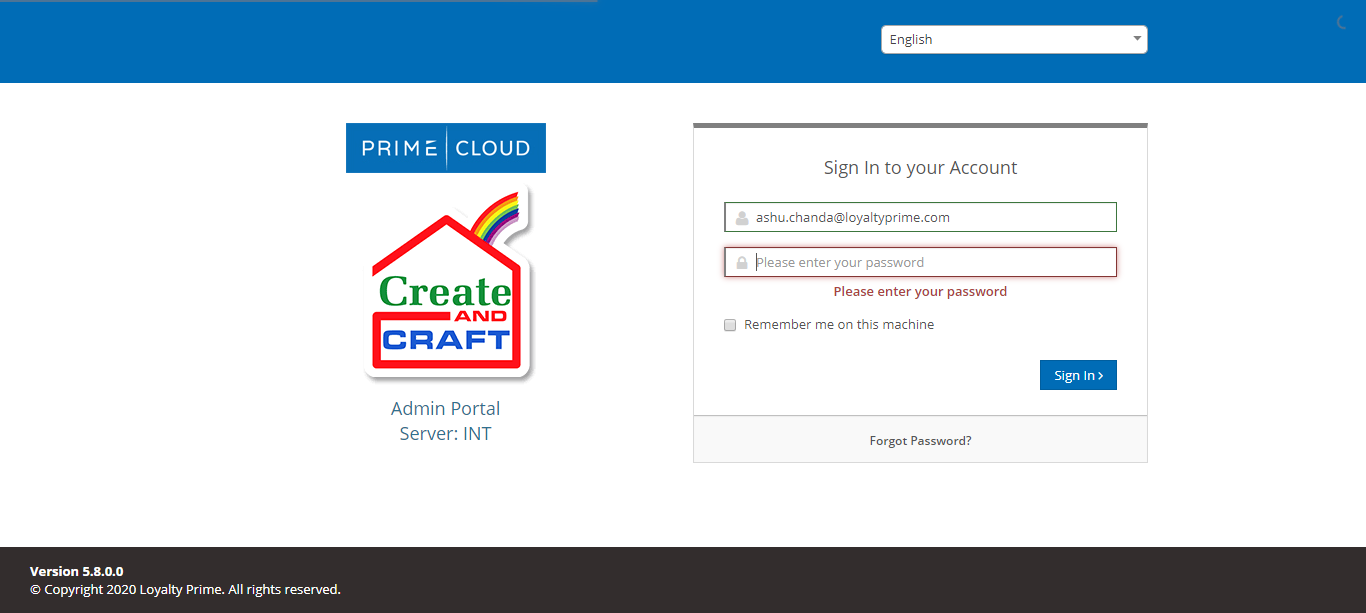 English
PRIME CLOUD
Create
AND
CRAFT
Admin Portal
Server: INT
Sign In to your Account
ashu.chanda@loyaltyprime.com
Please enter your password
Please enter your password
Remember me on this machine
Sign In ›
Forgot Password?
Version 5.8.0.0
© Copyright 2020 Loyalty Prime. All rights reserved.